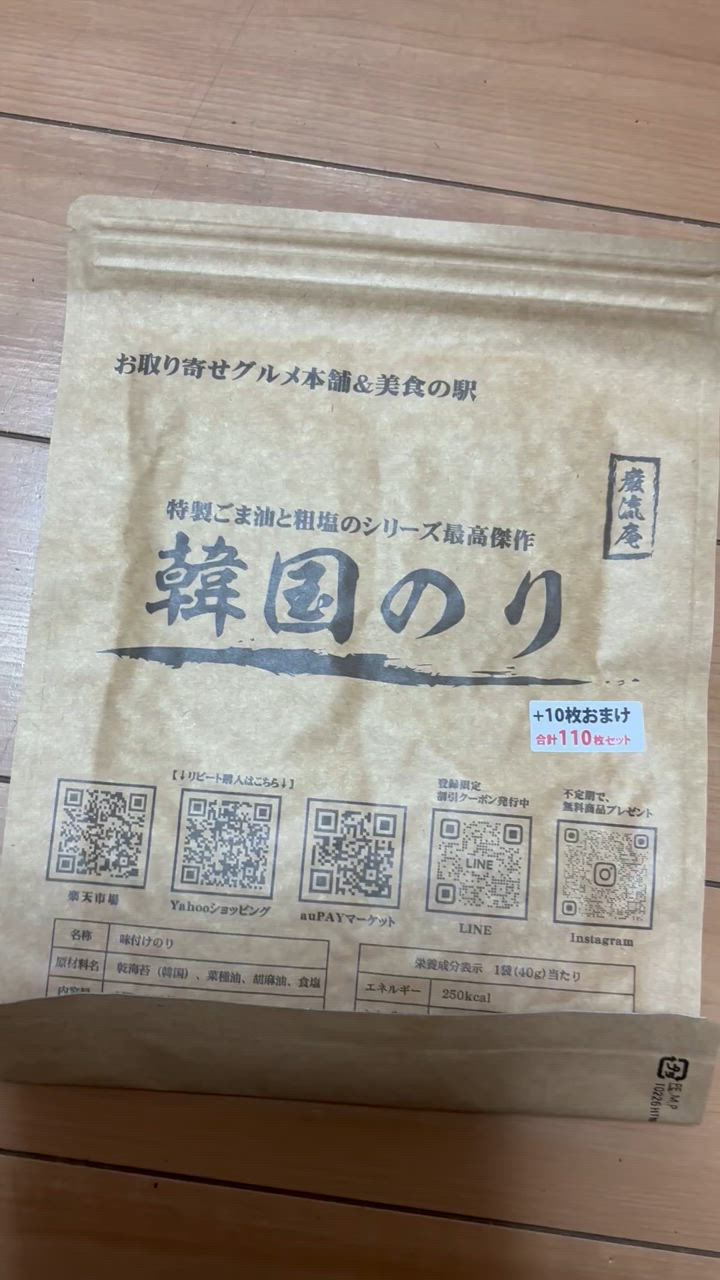 お取り寄せグルメ本舗&美食の駅
巌流庵
特製ごま油と粗塩のシリーズ最高傑作
韓国のり
+10枚おまけ
合計110枚セット
【↓リピート購入はこちら↓】
登録限定
割引クーポン発行中
不定期で、
無料商品プレゼント
LINE
楽天市場
Yahooショッピング
auPAYマーケット
LINE
Instagram
名称 味付けのり
原材料名 乾海苔(韓国)、菜種油、胡麻油、食塩
内容量
栄養成分表示 1袋(40g)当たり
エネルギー 250kcal
プラ